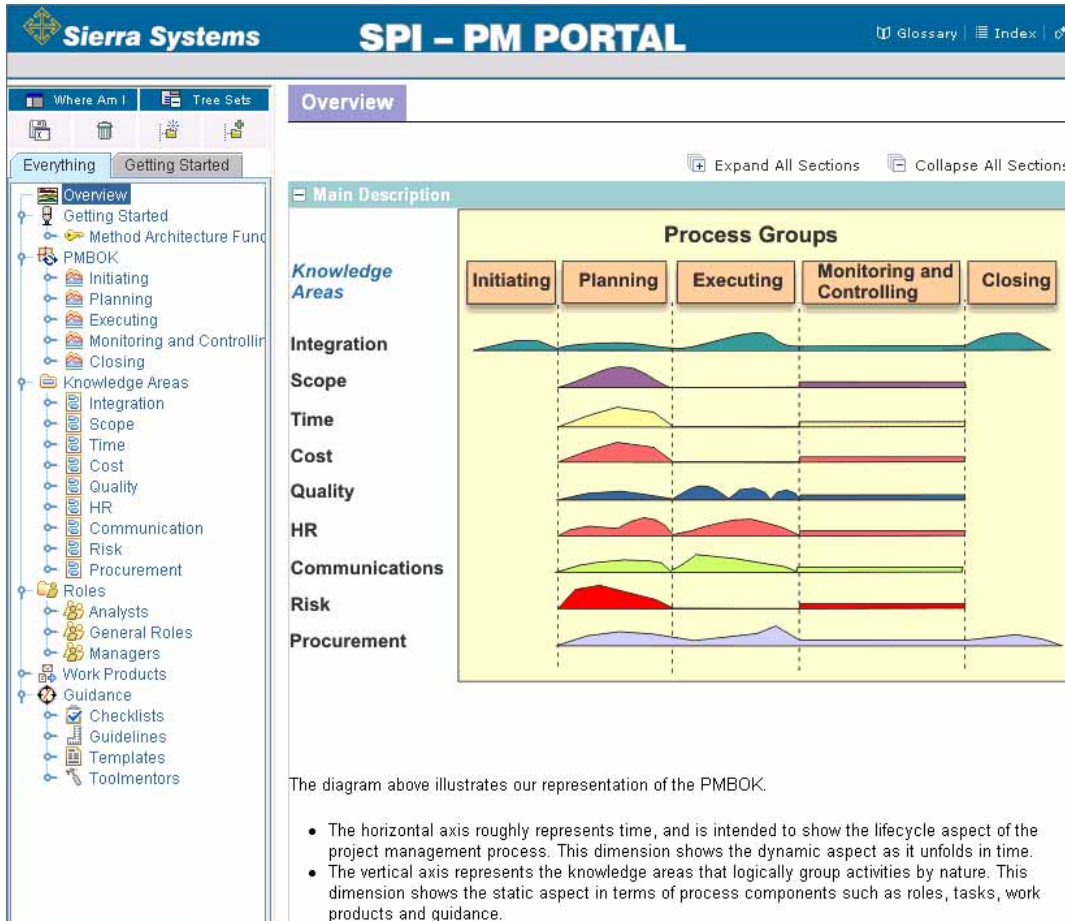 Sierra Systems
SPI – PM PORTAL
Glossary | Index |
Where Am I
Tree Sets
Everything
Getting Started
Overview
Getting Started
Method Architecture Fund
PMBOK
Initiating
Planning
Executing
Monitoring and Controllin
Closing
Knowledge Areas
Integration
Scope
Time
Cost
Quality
HR
Communication
Risk
Procurement
Roles
Analysts
General Roles
Managers
Work Products
Guidance
Checklists
Guidelines
Templates
Toolmentors
Overview
Expand All Sections
Collapse All Sections
Main Description
Process Groups
Knowledge
Areas
Initiating
Planning
Executing
Monitoring and
Controlling
Closing
Integration
Scope
Time
Cost
Quality
HR
Communications
Risk
Procurement
The diagram above illustrates our representation of the PMBOK.
• The horizontal axis roughly represents time, and is intended to show the lifecycle aspect of the
project management process. This dimension shows the dynamic aspect as it unfolds in time.
• The vertical axis represents the knowledge areas that logically group activities by nature. This
dimension shows the static aspect in terms of process components such as roles, tasks, work
products and guidance.